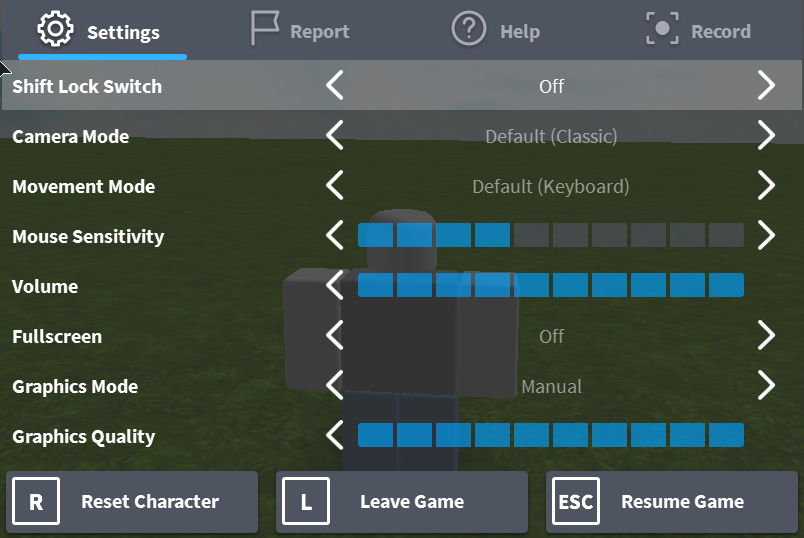 Settings Report Help Record
Shift Lock Switch Off
Camera Mode Default (Classic)
Movement Mode Default (Keyboard)
Mouse Sensitivity
Volume
Fullscreen Off
Graphics Mode Manual
Graphics Quality
R Reset Character L Leave Game ESC Resume Game